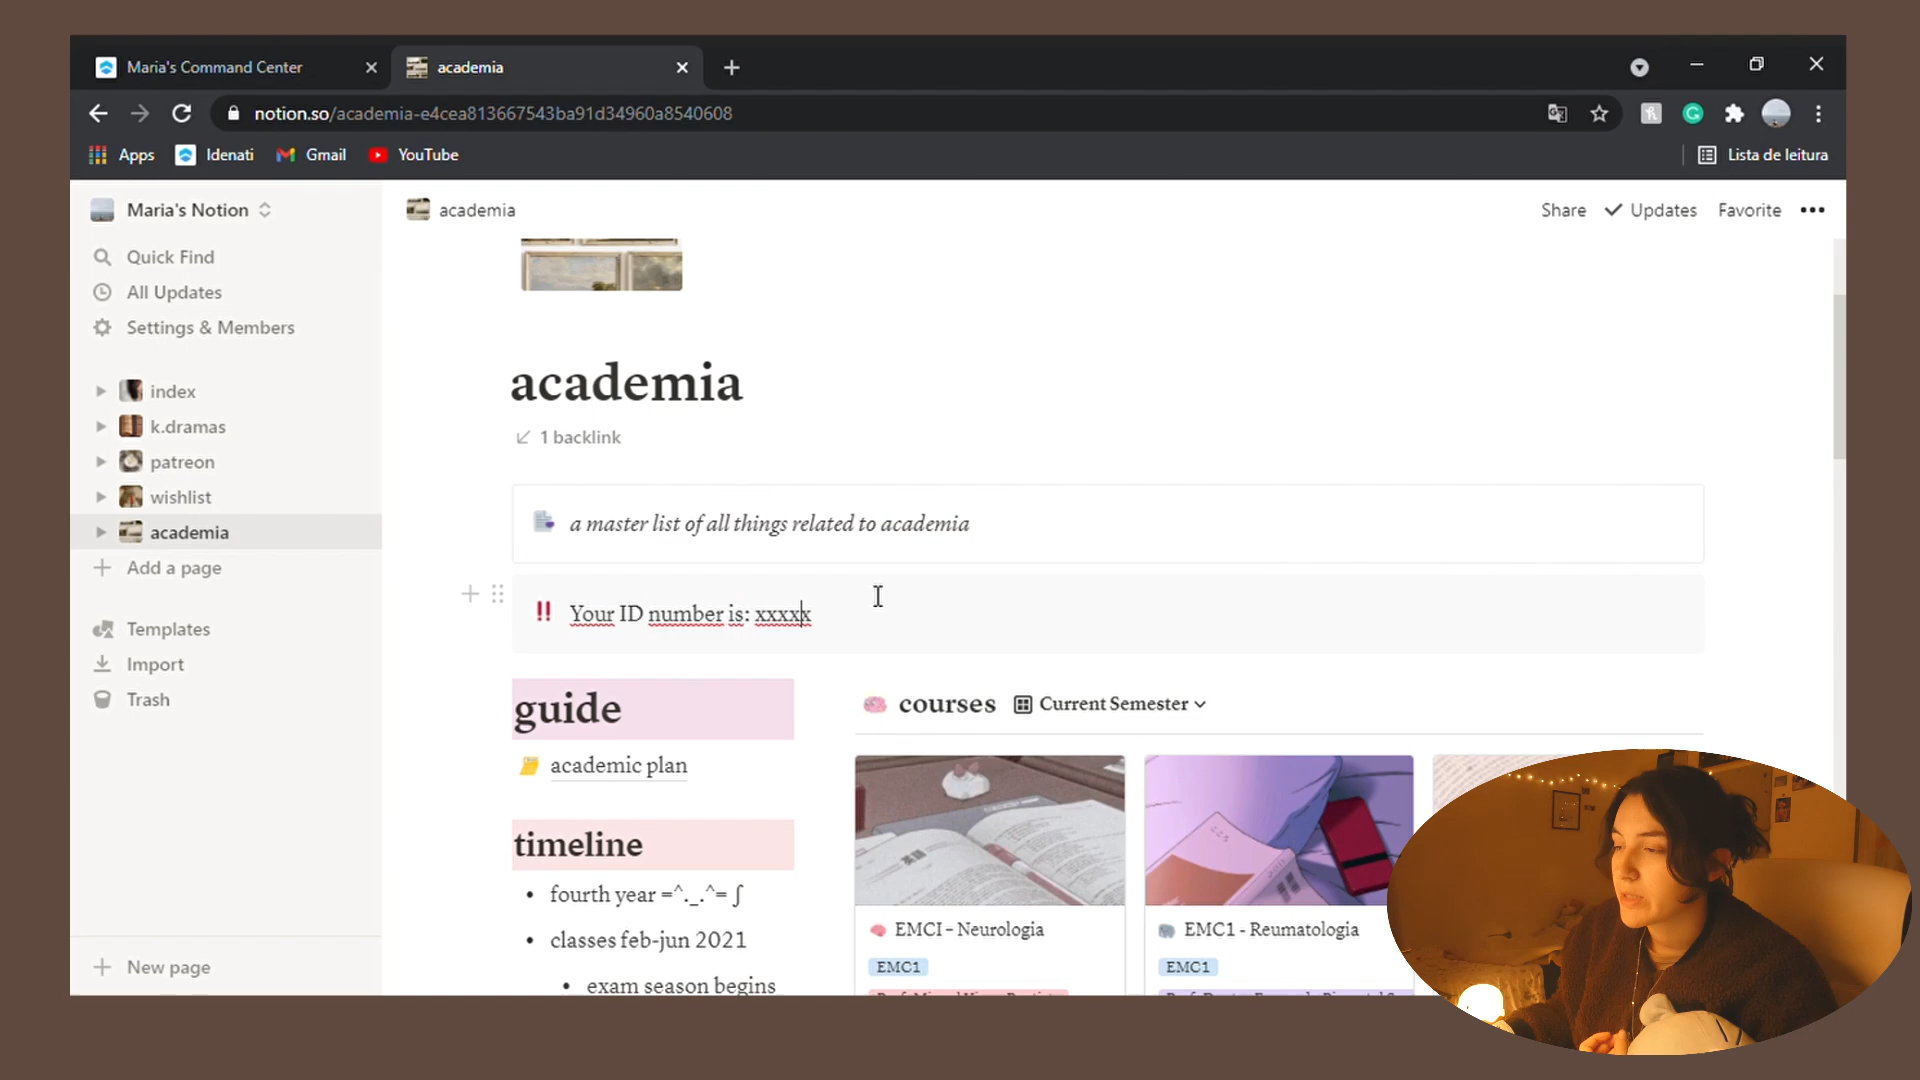 Maria's Command Center
academia
notion.so/academia-e4cea813667543ba91d34960a8540608
Apps
Idenati
Gmail
YouTube
Lista de leitura
Maria's Notion
academia
Share
Updates
Favorite
Quick Find
All Updates
Settings & Members
index
k.dramas
patreon
wishlist
academia
Add a page
Templates
Import
Trash
New page
academia
1 backlink
a master list of all things related to academia
!! Your ID number is: xxxxx
guide
academic plan
timeline
• fourth year =^._.^= ∫
• classes feb-jun 2021
• exam season begins
courses
Current Semester
EMCI - Neurologia
EMC1
EMC1 - Reumatologia
EMC1